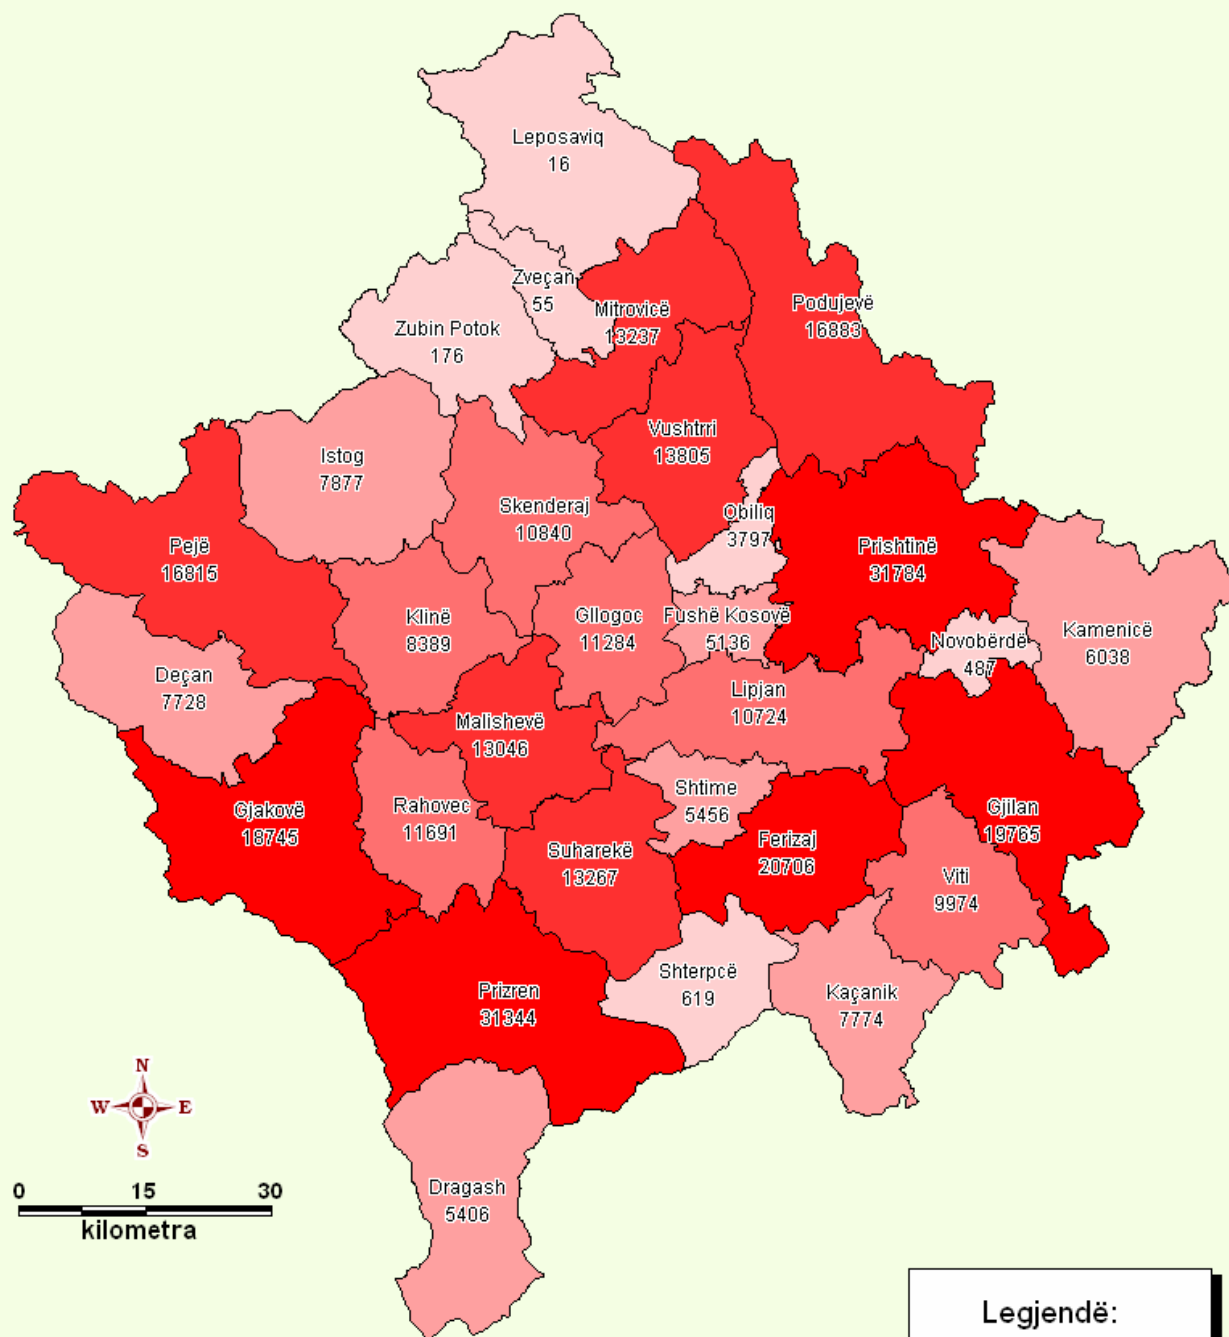 Leposaviq
16
Zveçan
55
Zubin Potok
176
Mitrovicë
13237
Podujevë
16883
Vushtrri
13805
Istog
7877
Skenderaj
10840
Obiliq
3797
Pejë
16815
Prishtinë
31784
Klinë
8389
Gllogoc
11284
Fushë Kosovë
5136
Novobërdë
487
Kamenicë
6038
Deçan
7728
Lipjan
10724
Malishevë
13046
Shtime
5456
Gjakovë
18745
Rahovec
11691
Gjilan
19765
Suharekë
13267
Ferizaj
20706
Viti
9974
Shterpcë
619
Prizren
31344
Kaçanik
7774
N
W E
S
Dragash
5406
0 15 30
kilometra
Legjendë: